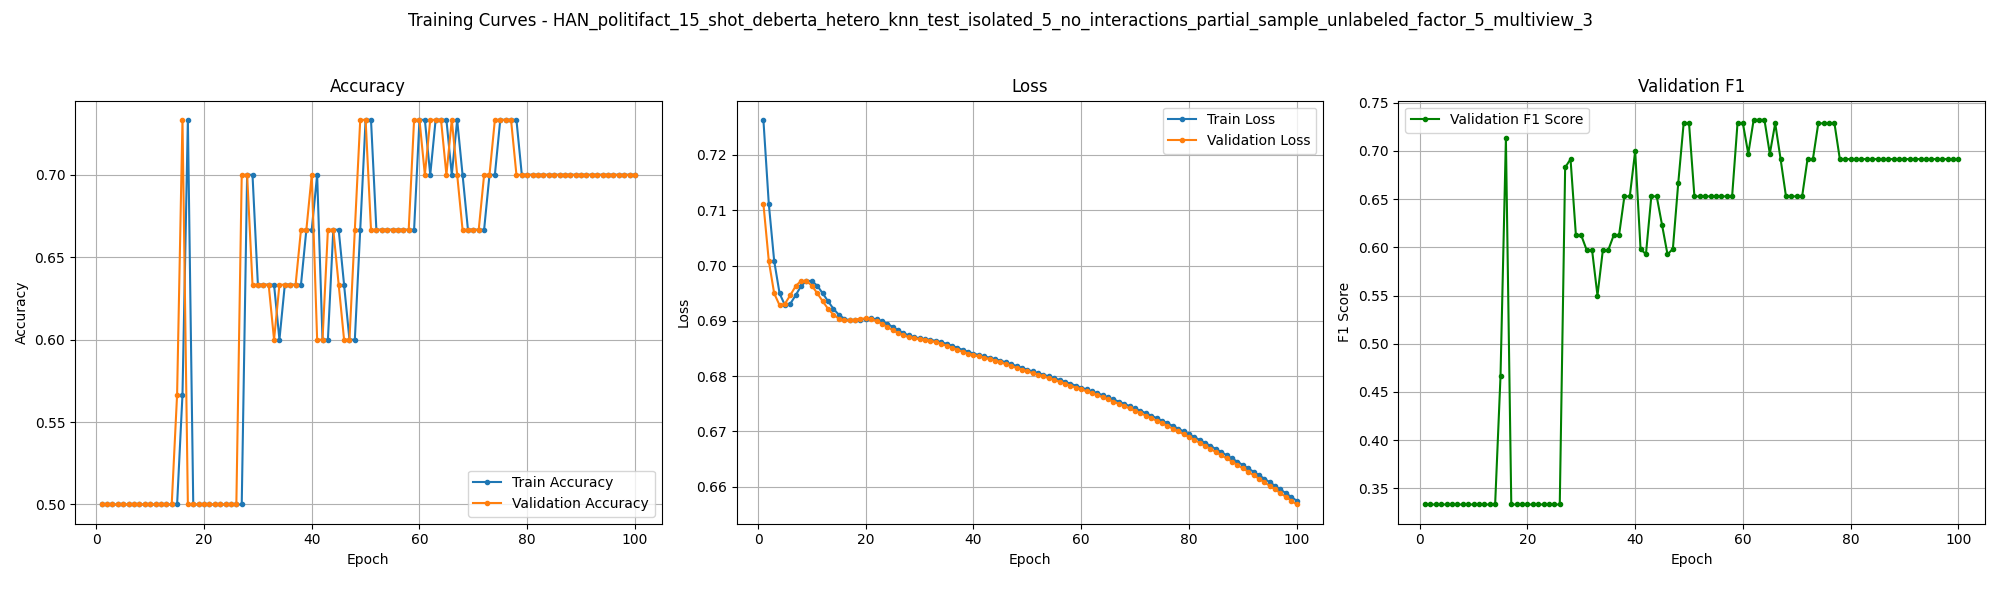 Training Curves - HAN_politifact_15_shot_deberta_hetero_knn_test_isolated_5_no_interactions_partial_sample_unlabeled_factor_5_multiview_3
Accuracy
Accuracy
0.70
0.65
0.60
0.55
0.50
Train Accuracy
Validation Accuracy
0 20 40 60 80 100
Epoch
Loss
Loss
0.72
0.71
0.70
0.69
0.68
0.67
0.66
Train Loss
Validation Loss
0 20 40 60 80 100
Epoch
Validation F1
F1 Score
0.75
0.70
0.65
0.60
0.55
0.50
0.45
0.40
0.35
Validation F1 Score
0 20 40 60 80 100
Epoch